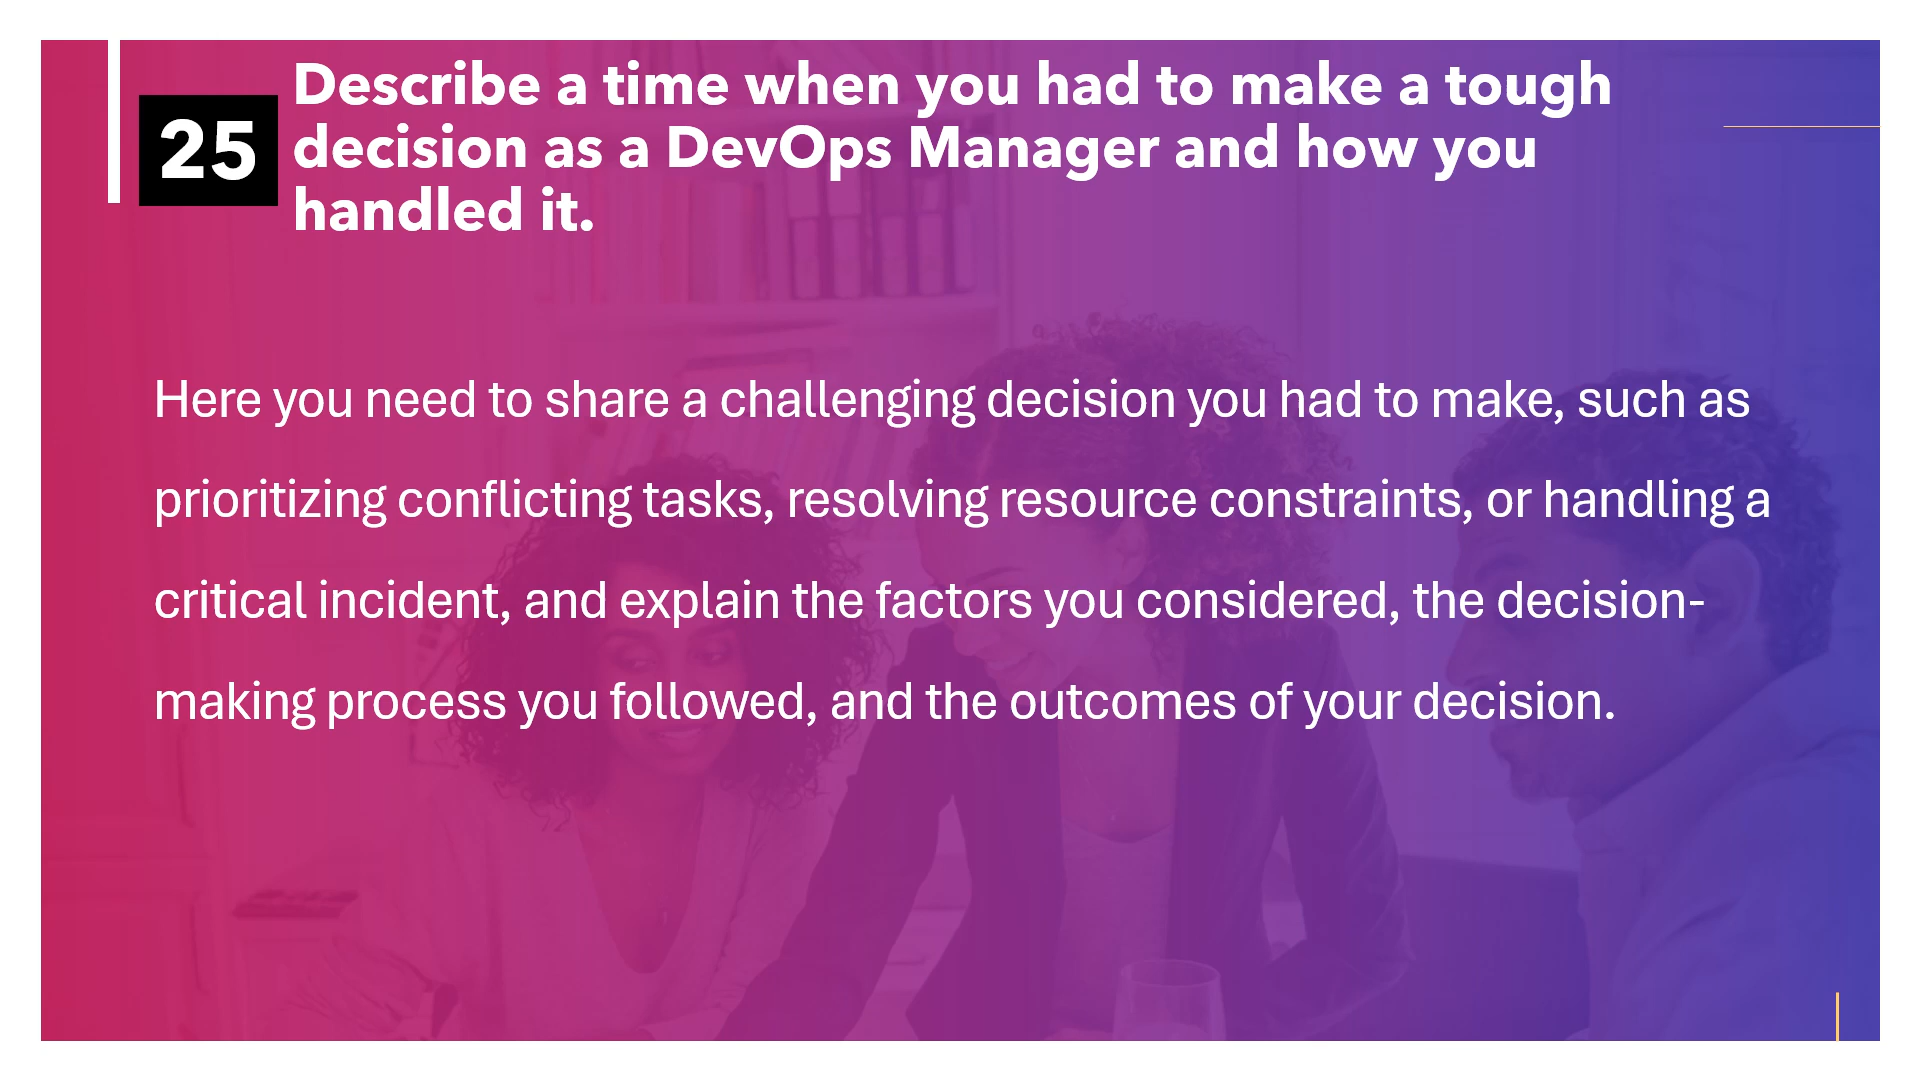 25
Describe a time when you had to make a tough
decision as a DevOps Manager and how you
handled it.
Here you need to share a challenging decision you had to make, such as
prioritizing conflicting tasks, resolving resource constraints, or handling a
critical incident, and explain the factors you considered, the decision-
making process you followed, and the outcomes of your decision.